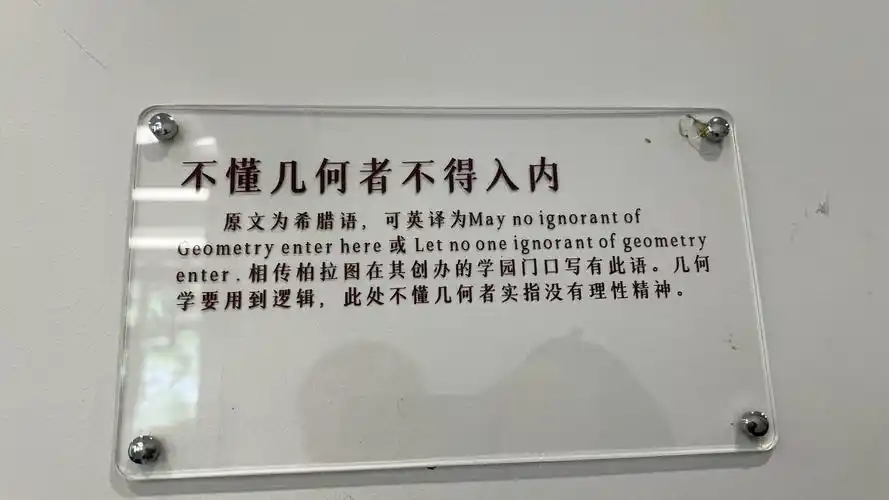 不懂几何者不得入内
原文为希腊语，可英译为May no ignorant of
Geometry enter here 或 Let no one ignorant of geometry
enter . 相传柏拉图在其创办的学园门口写有此语。几何
学要用到逻辑，此处不懂几何者实指没有理性精神。